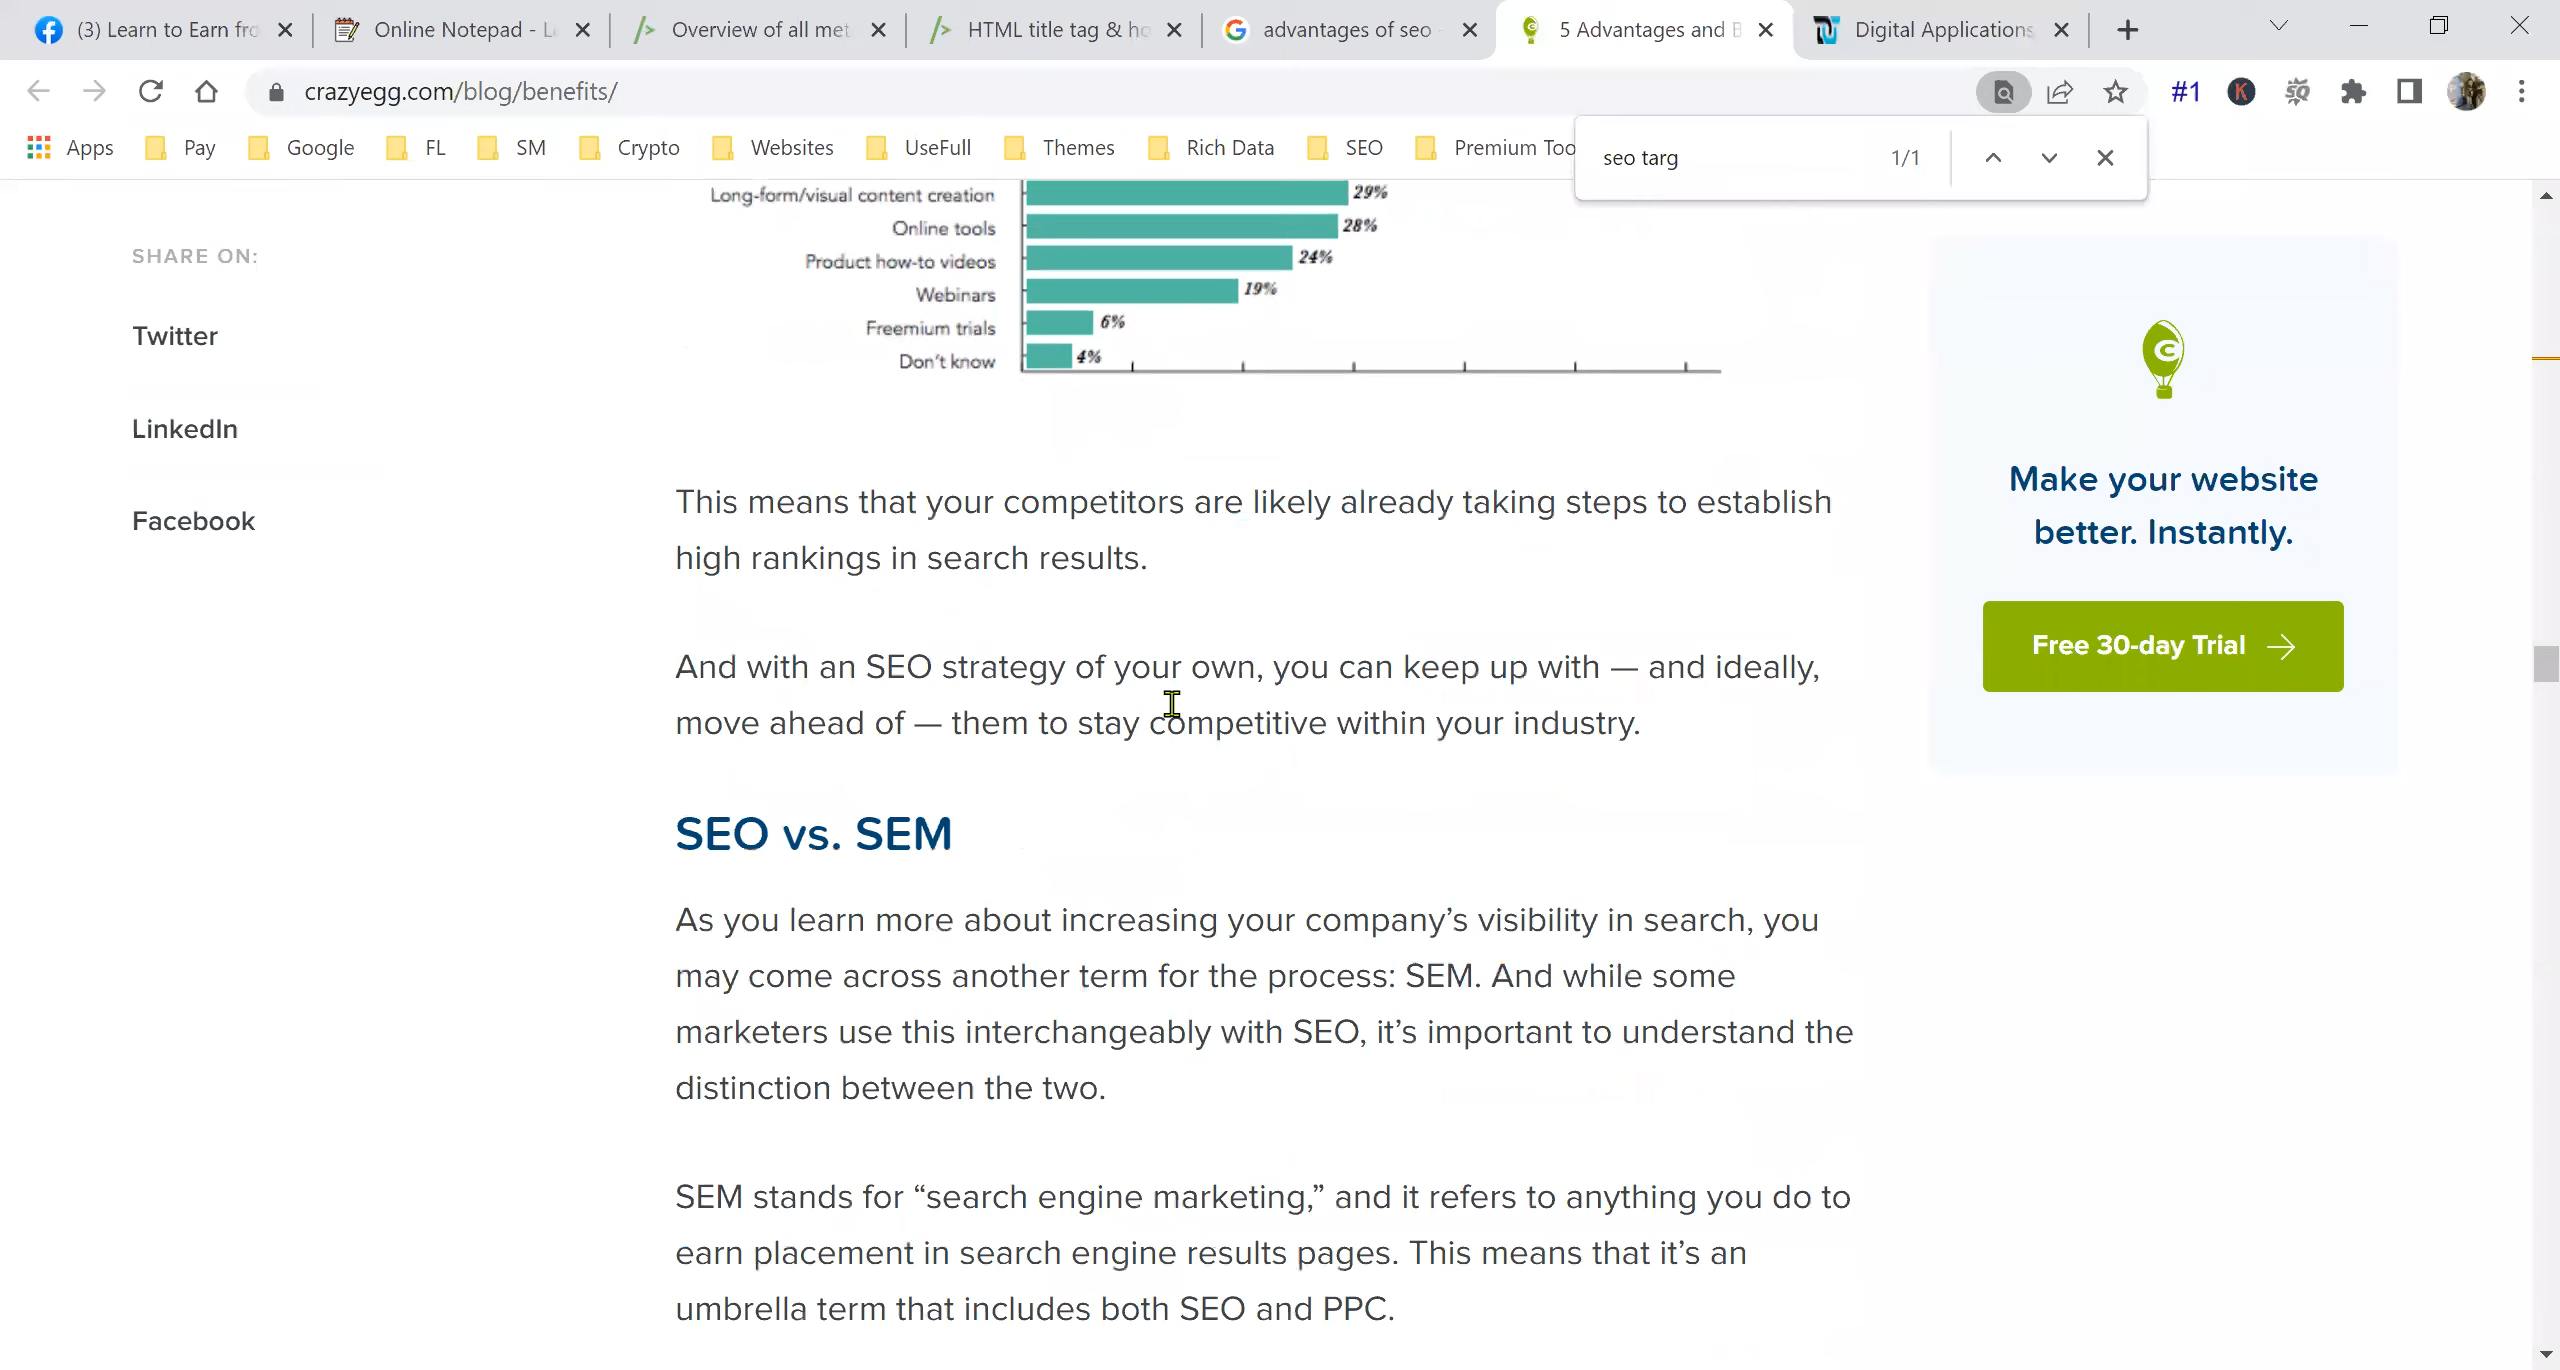 (3) Learn to Earn fro
Online Notepad - L
Overview of all met
HTML title tag & ho
advantages of seo -
5 Advantages and B
Digital Applications
crazyegg.com/blog/benefits/
#1
K
SQ
Apps
Pay
Google
FL
SM
Crypto
Websites
UseFull
Themes
Rich Data
SEO
Premium Too
seo targ
1/1
Long-form/visual content creation 29%
Online tools 28%
Product how-to videos 24%
Webinars 19%
Freemium trials 6%
Don't know 4%
SHARE ON:
Twitter
LinkedIn
Facebook
This means that your competitors are likely already taking steps to establish
high rankings in search results.
And with an SEO strategy of your own, you can keep up with — and ideally,
move ahead of — them to stay competitive within your industry.
SEO vs. SEM
As you learn more about increasing your company’s visibility in search, you
may come across another term for the process: SEM. And while some
marketers use this interchangeably with SEO, it’s important to understand the
distinction between the two.
SEM stands for “search engine marketing,” and it refers to anything you do to
earn placement in search engine results pages. This means that it’s an
umbrella term that includes both SEO and PPC.
Make your website
better. Instantly.
Free 30-day Trial